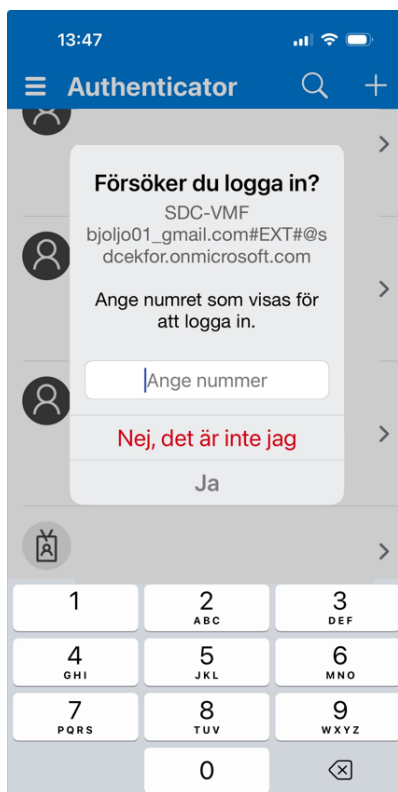 13:47
Authenticator
Försöker du logga in?
SDC-VMF
bjoljo01_gmail.com#EXT#@s
dcekfor.onmicrosoft.com
Ange numret som visas för
att logga in.
Ange nummer
Nej, det är inte jag
Ja
1 2 3
ABC DEF
4 5 6
GHI JKL MNO
7 8 9
PQRS TUV WXYZ
0